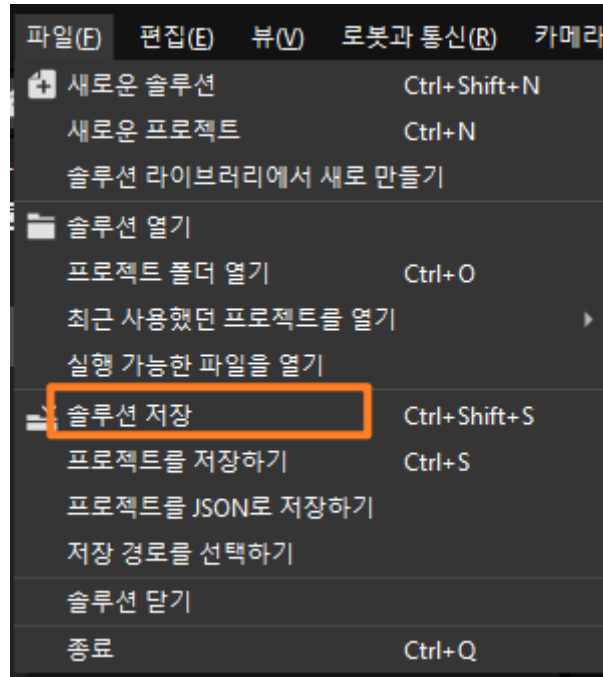 파일(F) 편집(E) 뷰(V) 로봇과 통신(R) 카메라
새로운 솔루션 Ctrl+Shift+N
새로운 프로젝트 Ctrl+N
솔루션 라이브러리에서 새로 만들기
솔루션 열기
프로젝트 폴더 열기 Ctrl+O
최근 사용했던 프로젝트를 열기
실행 가능한 파일을 열기
솔루션 저장 Ctrl+Shift+S
프로젝트를 저장하기 Ctrl+S
프로젝트를 JSON로 저장하기
저장 경로를 선택하기
솔루션 닫기
종료 Ctrl+Q